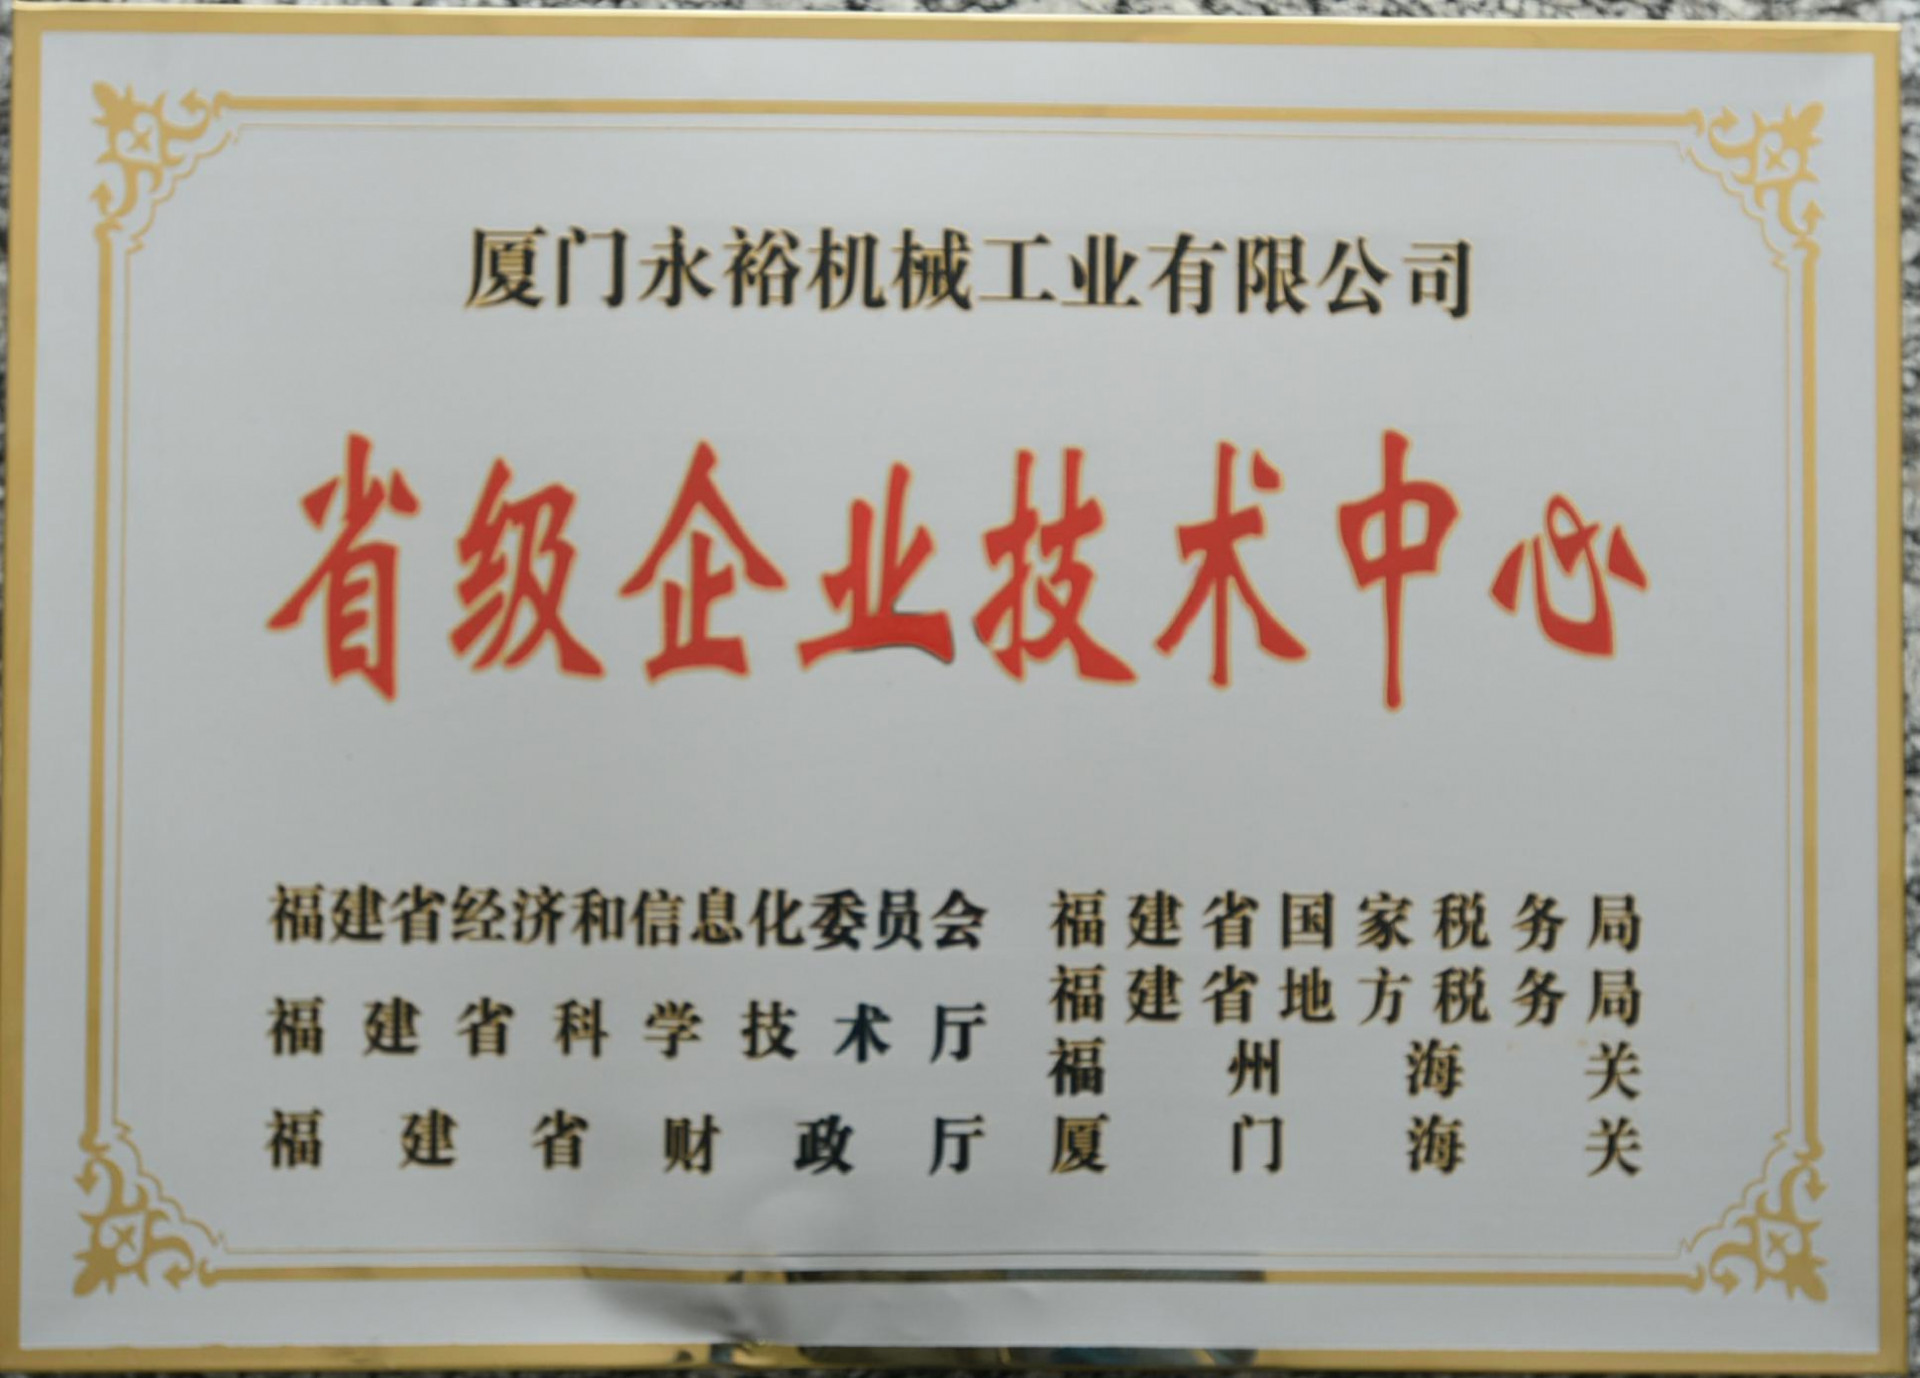 厦门永裕机械工业有限公司
省级企业技术中心
福建省经济和信息化委员会
福建省科学技术厅
福建省财政厅
福建省国家税务局
福建省地方税务局
福州海关
厦门海关